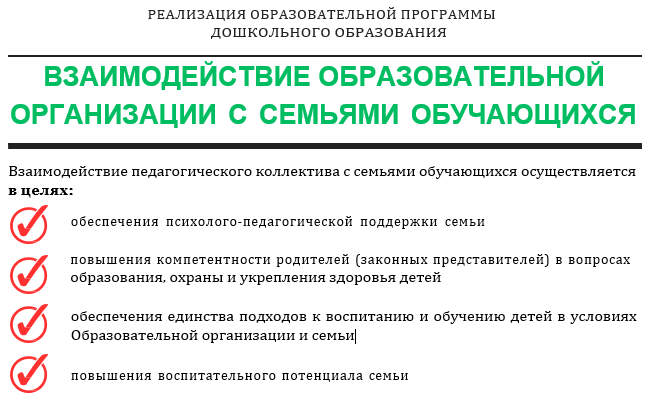 РЕАЛИЗАЦИЯ ОБРАЗОВАТЕЛЬНОЙ ПРОГРАММЫ
ДОШКОЛЬНОГО ОБРАЗОВАНИЯ
ВЗАИМОДЕЙСТВИЕ ОБРАЗОВАТЕЛЬНОЙ
ОРГАНИЗАЦИИ С СЕМЬЯМИ ОБУЧАЮЩИХСЯ
Взаимодействие педагогического коллектива с семьями обучающихся осуществляется
в целях:
обеспечения психолого-педагогической поддержки семьи
повышения компетентности родителей (законных представителей) в вопросах
образования, охраны и укрепления здоровья детей
обеспечения единства подходов к воспитанию и обучению детей в условиях
Образовательной организации и семьи
повышения воспитательного потенциала семьи